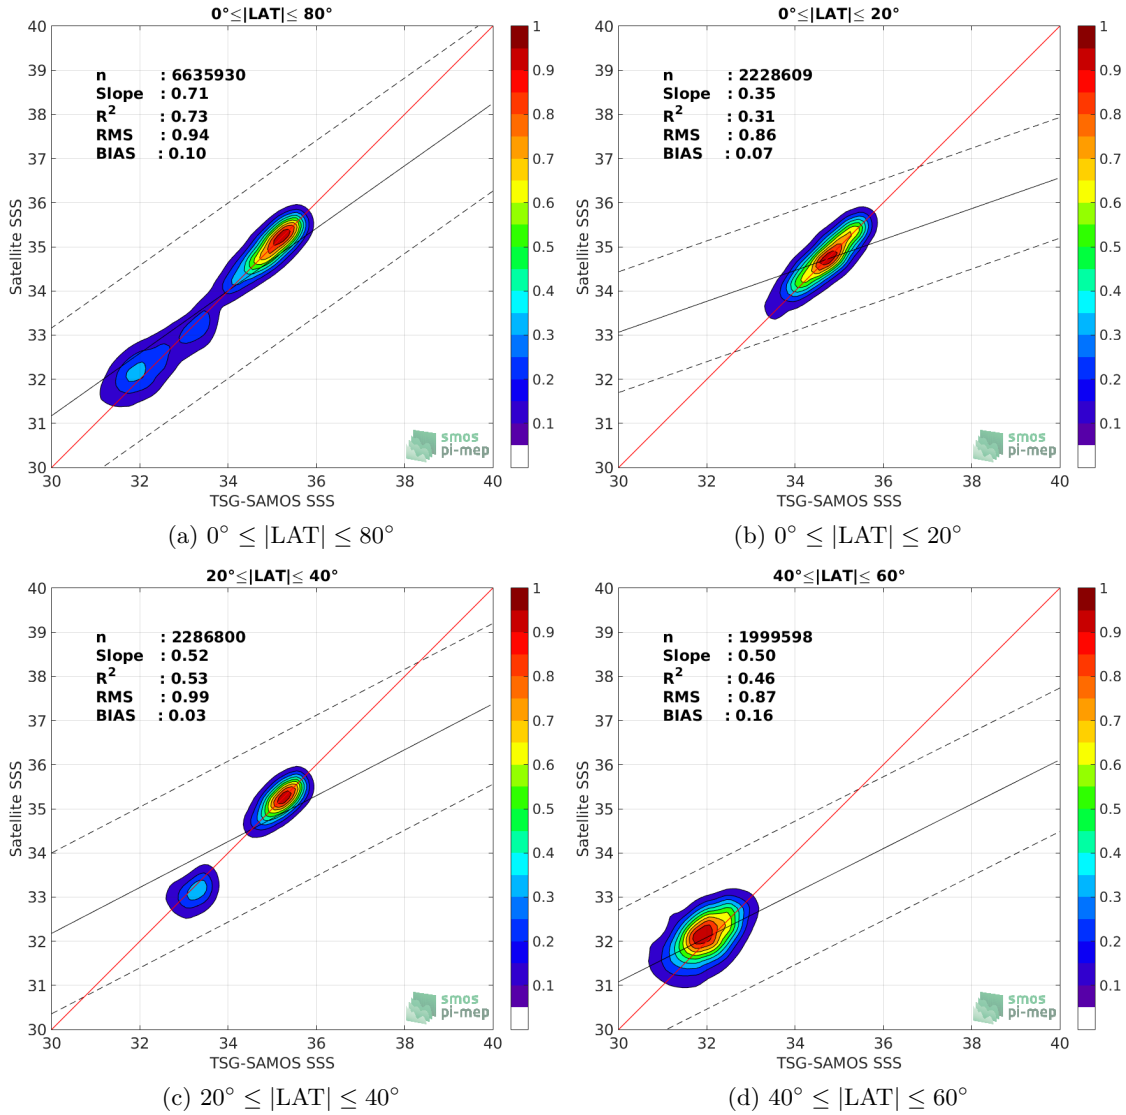 0°≤|LAT|≤ 80°
n : 6635930
Slope : 0.71
R² : 0.73
RMS : 0.94
BIAS : 0.10
40
39
38
37
36
35
34
33
32
31
30
Satellite SSS
30 32 34 36 38 40
TSG-SAMOS SSS
1
0.9
0.8
0.7
0.6
0.5
0.4
0.3
0.2
0.1
smos
pi-mep
(a) 0° ≤ |LAT| ≤ 80°
0°≤|LAT|≤ 20°
n : 2228609
Slope : 0.35
R² : 0.31
RMS : 0.86
BIAS : 0.07
40
39
38
37
36
35
34
33
32
31
30
Satellite SSS
30 32 34 36 38 40
TSG-SAMOS SSS
1
0.9
0.8
0.7
0.6
0.5
0.4
0.3
0.2
0.1
smos
pi-mep
(b) 0° ≤ |LAT| ≤ 20°
20°≤|LAT|≤ 40°
n : 2286800
Slope : 0.52
R² : 0.53
RMS : 0.99
BIAS : 0.03
40
39
38
37
36
35
34
33
32
31
30
Satellite SSS
30 32 34 36 38 40
TSG-SAMOS SSS
1
0.9
0.8
0.7
0.6
0.5
0.4
0.3
0.2
0.1
smos
pi-mep
(c) 20° ≤ |LAT| ≤ 40°
40°≤|LAT|≤ 60°
n : 1999598
Slope : 0.50
R² : 0.46
RMS : 0.87
BIAS : 0.16
40
39
38
37
36
35
34
33
32
31
30
Satellite SSS
30 32 34 36 38 40
TSG-SAMOS SSS
1
0.9
0.8
0.7
0.6
0.5
0.4
0.3
0.2
0.1
smos
pi-mep
(d) 40° ≤ |LAT| ≤ 60°